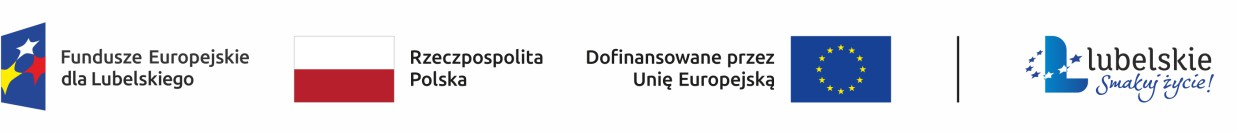 Fundusze Europejskie
dla Lubelskiego
Rzeczpospolita
Polska
Dofinansowane przez
Unię Europejską
lubelskie
Smakuj życie!